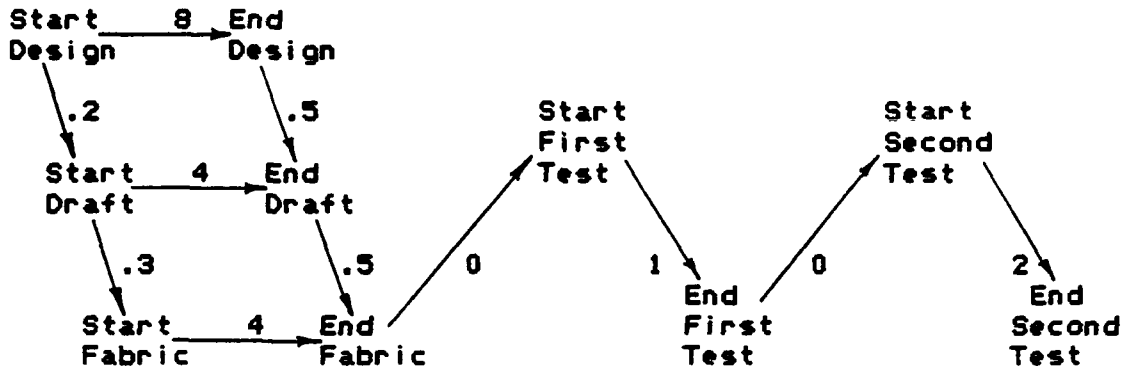 Start 8 End
Design Design
.2 .5
Start Start
First Second
Test Test
Start 4 End
Draft Draft
.3 .5 0 1 0 2
End End
First Second
Test Test
Start 4 End
Fabric Fabric